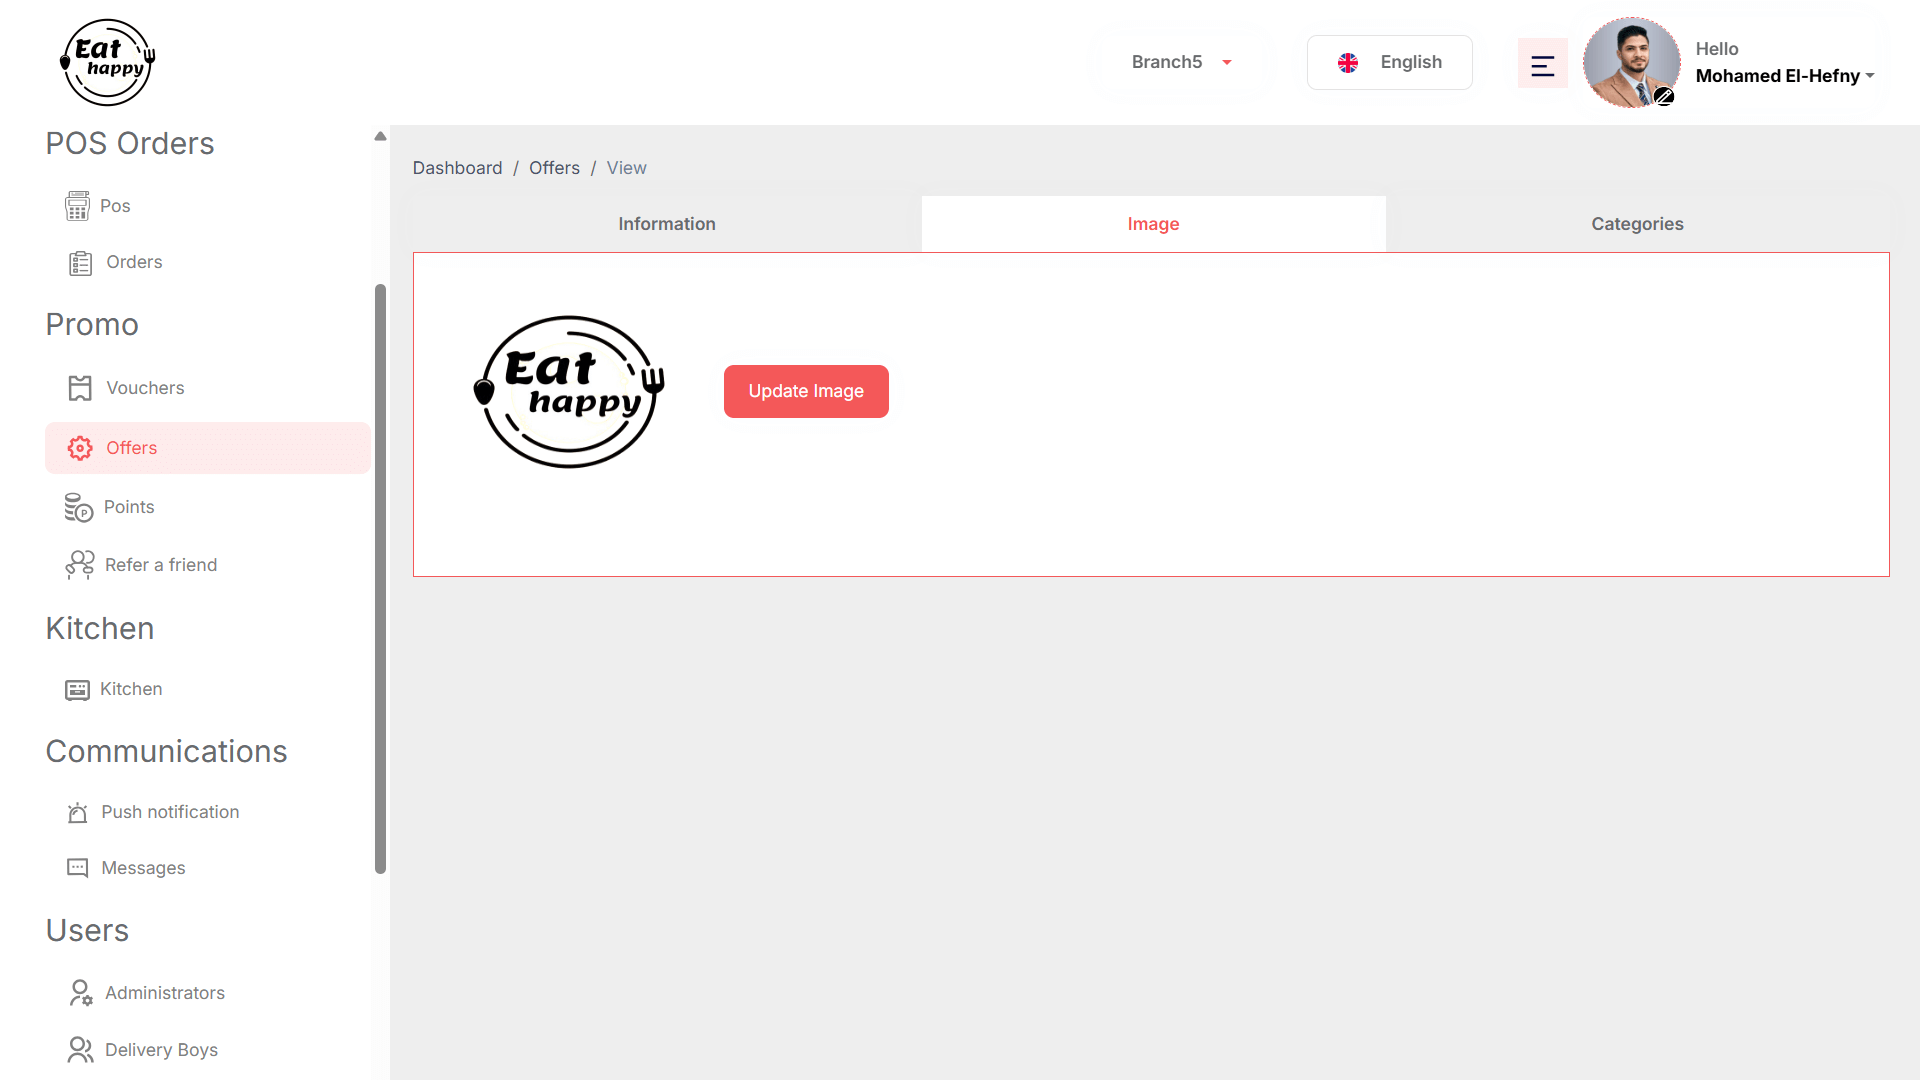 Eat
happy
Branch5
English
Hello
Mohamed El-Hefny
POS Orders
Pos
Orders
Promo
Vouchers
Offers
Points
Refer a friend
Kitchen
Kitchen
Communications
Push notification
Messages
Users
Administrators
Delivery Boys
Dashboard / Offers / View
Information
Image
Categories
Eat
happy
Update Image